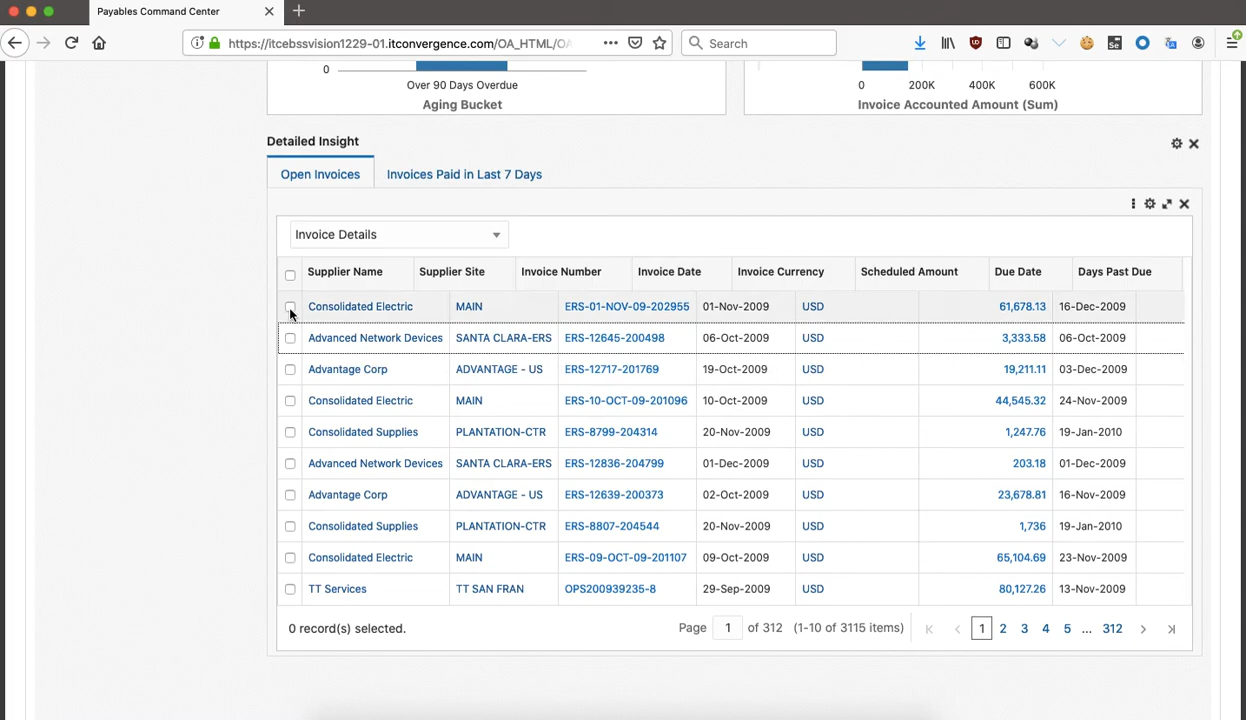 Payables Command Center
https://itcebssvision1229-01.itconvergence.com/OA_HTML/OA
Search
0
Over 90 Days Overdue
Aging Bucket
0 200K 400K 600K
Invoice Accounted Amount (Sum)
Detailed Insight
Open Invoices Invoices Paid in Last 7 Days
Invoice Details
Supplier Name Supplier Site Invoice Number Invoice Date Invoice Currency Scheduled Amount Due Date Days Past Due
Consolidated Electric MAIN ERS-01-NOV-09-202955 01-Nov-2009 USD 61,678.13 16-Dec-2009
Advanced Network Devices SANTA CLARA-ERS ERS-12645-200498 06-Oct-2009 USD 3,333.58 06-Oct-2009
Advantage Corp ADVANTAGE - US ERS-12717-201769 19-Oct-2009 USD 19,211.11 03-Dec-2009
Consolidated Electric MAIN ERS-10-OCT-09-201096 10-Oct-2009 USD 44,545.32 24-Nov-2009
Consolidated Supplies PLANTATION-CTR ERS-8799-204314 20-Nov-2009 USD 1,247.76 19-Jan-2010
Advanced Network Devices SANTA CLARA-ERS ERS-12836-204799 01-Dec-2009 USD 203.18 01-Dec-2009
Advantage Corp ADVANTAGE - US ERS-12639-200373 02-Oct-2009 USD 23,678.81 16-Nov-2009
Consolidated Supplies PLANTATION-CTR ERS-8807-204544 20-Nov-2009 USD 1,736 19-Jan-2010
Consolidated Electric MAIN ERS-09-OCT-09-201107 09-Oct-2009 USD 65,104.69 23-Nov-2009
TT Services TT SAN FRAN OPS200939235-8 29-Sep-2009 USD 80,127.26 13-Nov-2009
0 record(s) selected. Page 1 of 312 (1-10 of 3115 items) 1 2 3 4 5 ... 312